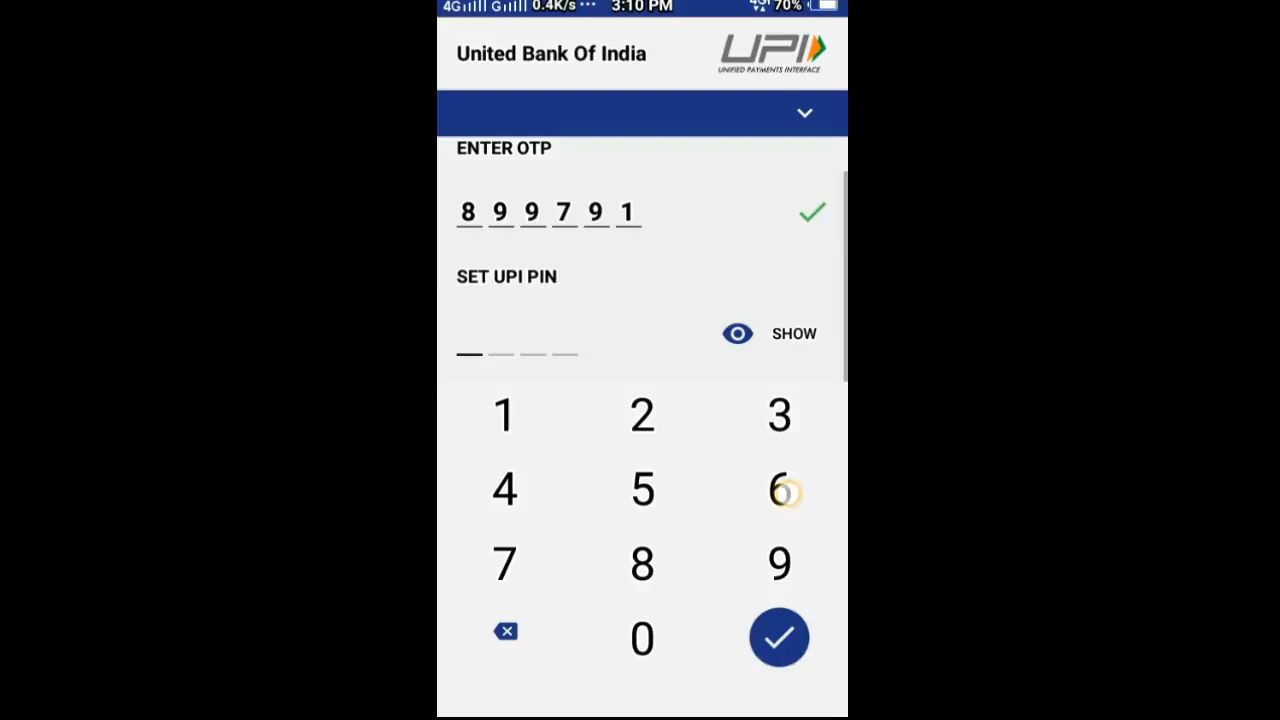 4G G 0.4K/s ··· 3:10 PM 4G 70%
United Bank Of India
UPI
UNIFIED PAYMENTS INTERFACE
ENTER OTP
8 9 9 7 9 1
SET UPI PIN
SHOW
1 2 3
4 5 6
7 8 9
0